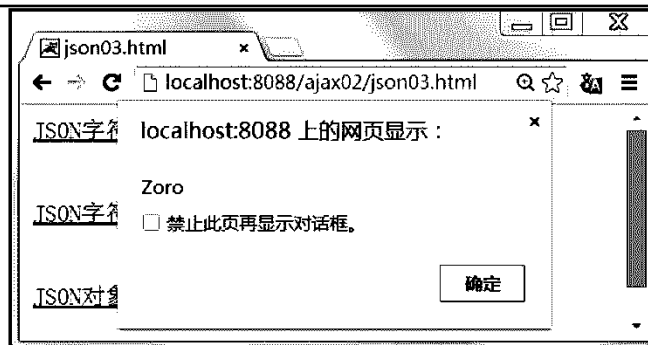 json03.html
localhost:8088/ajax02/json03.html
localhost:8088 上的网页显示：
JSON字符
Zoro
JSON字符
禁止此页再显示对话框。
确定
JSON对象